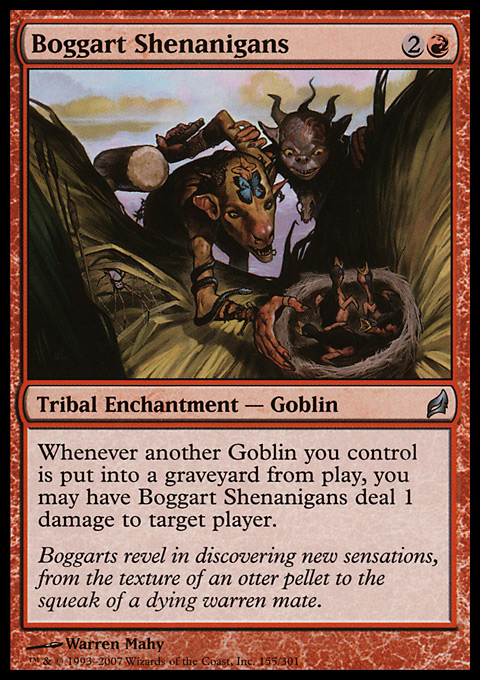 Boggart Shenanigans 2
Tribal Enchantment — Goblin
Whenever another Goblin you control
is put into a graveyard from play, you
may have Boggart Shenanigans deal 1
damage to target player.
Boggarts revel in discovering new sensations,
from the texture of an otter pellet to the
squeak of a dying warren mate.
Warren Mahy
™ & © 1993-2007 Wizards of the Coast, Inc. 155/301